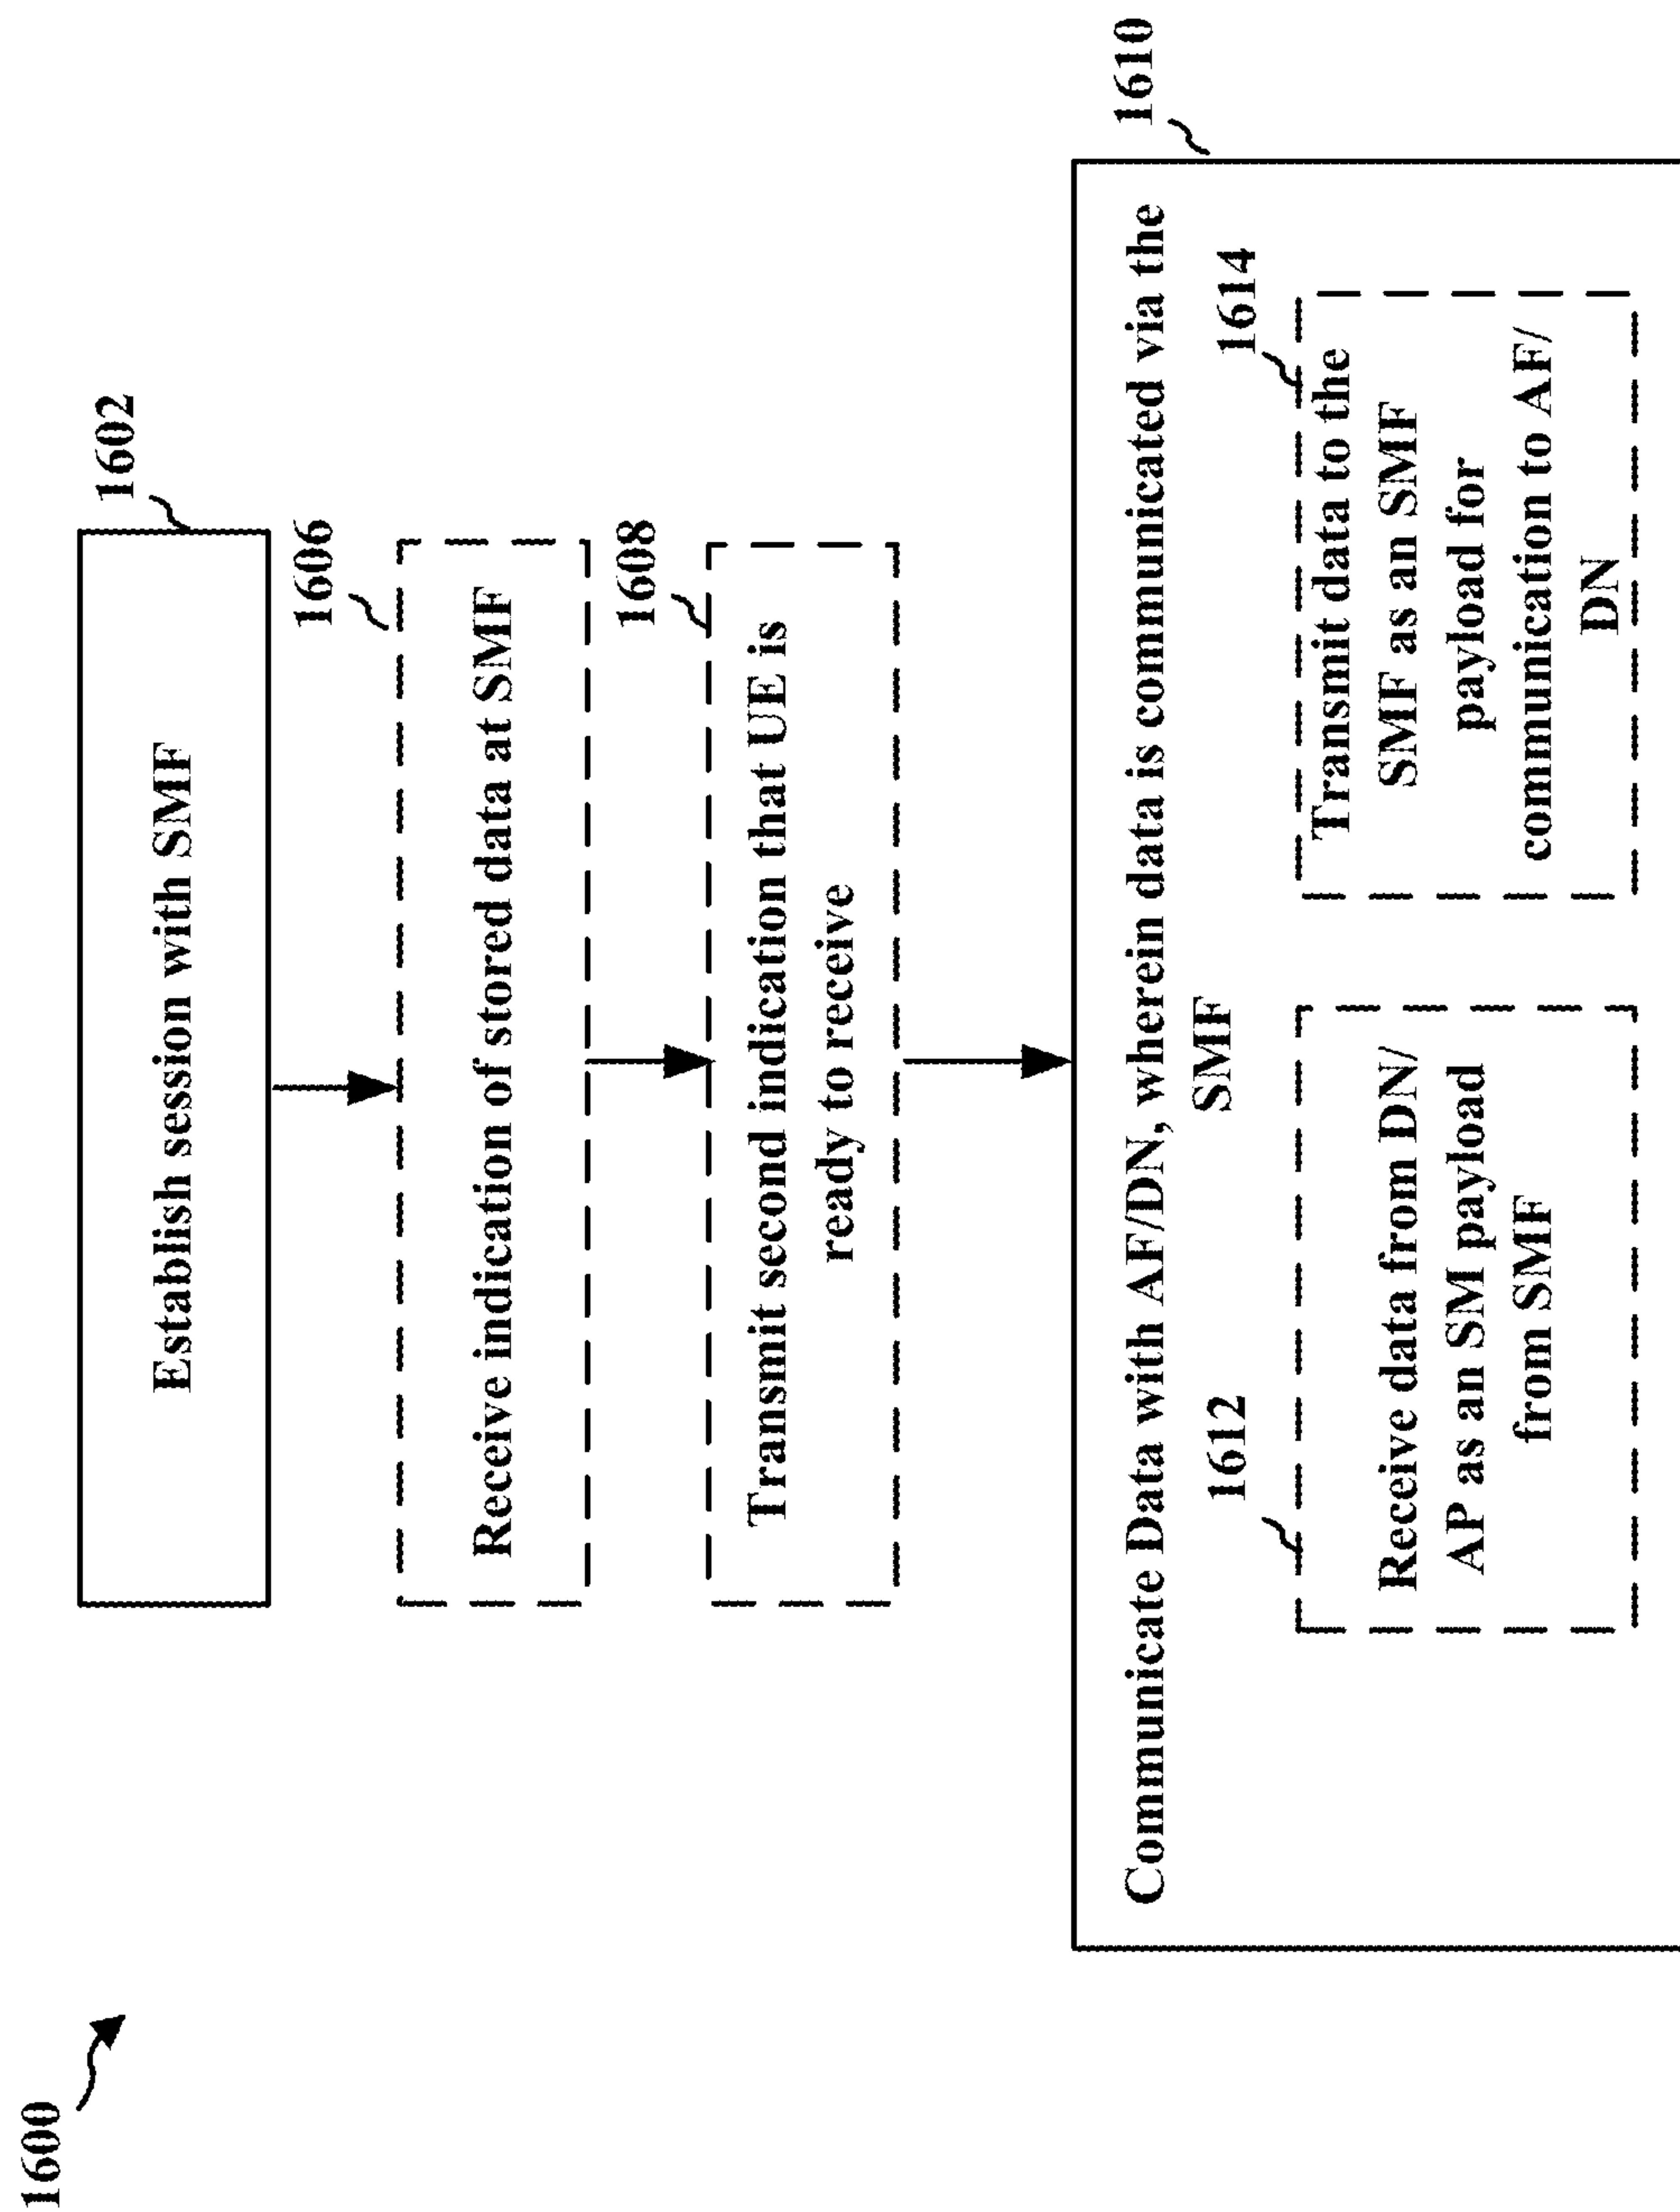 1600
1602
Establish session with SMF
1606
Receive indication of stored data at SMF
1608
Transmit second indication that UE is
ready to receive
1610
Communicate Data with AF/DN, wherein data is communicated via the
SMF
1612
Receive data from DN/
AP as an SM payload
from SMF
1614
Transmit data to the
SMF as an SMF
payload for
communication to AF/
DN